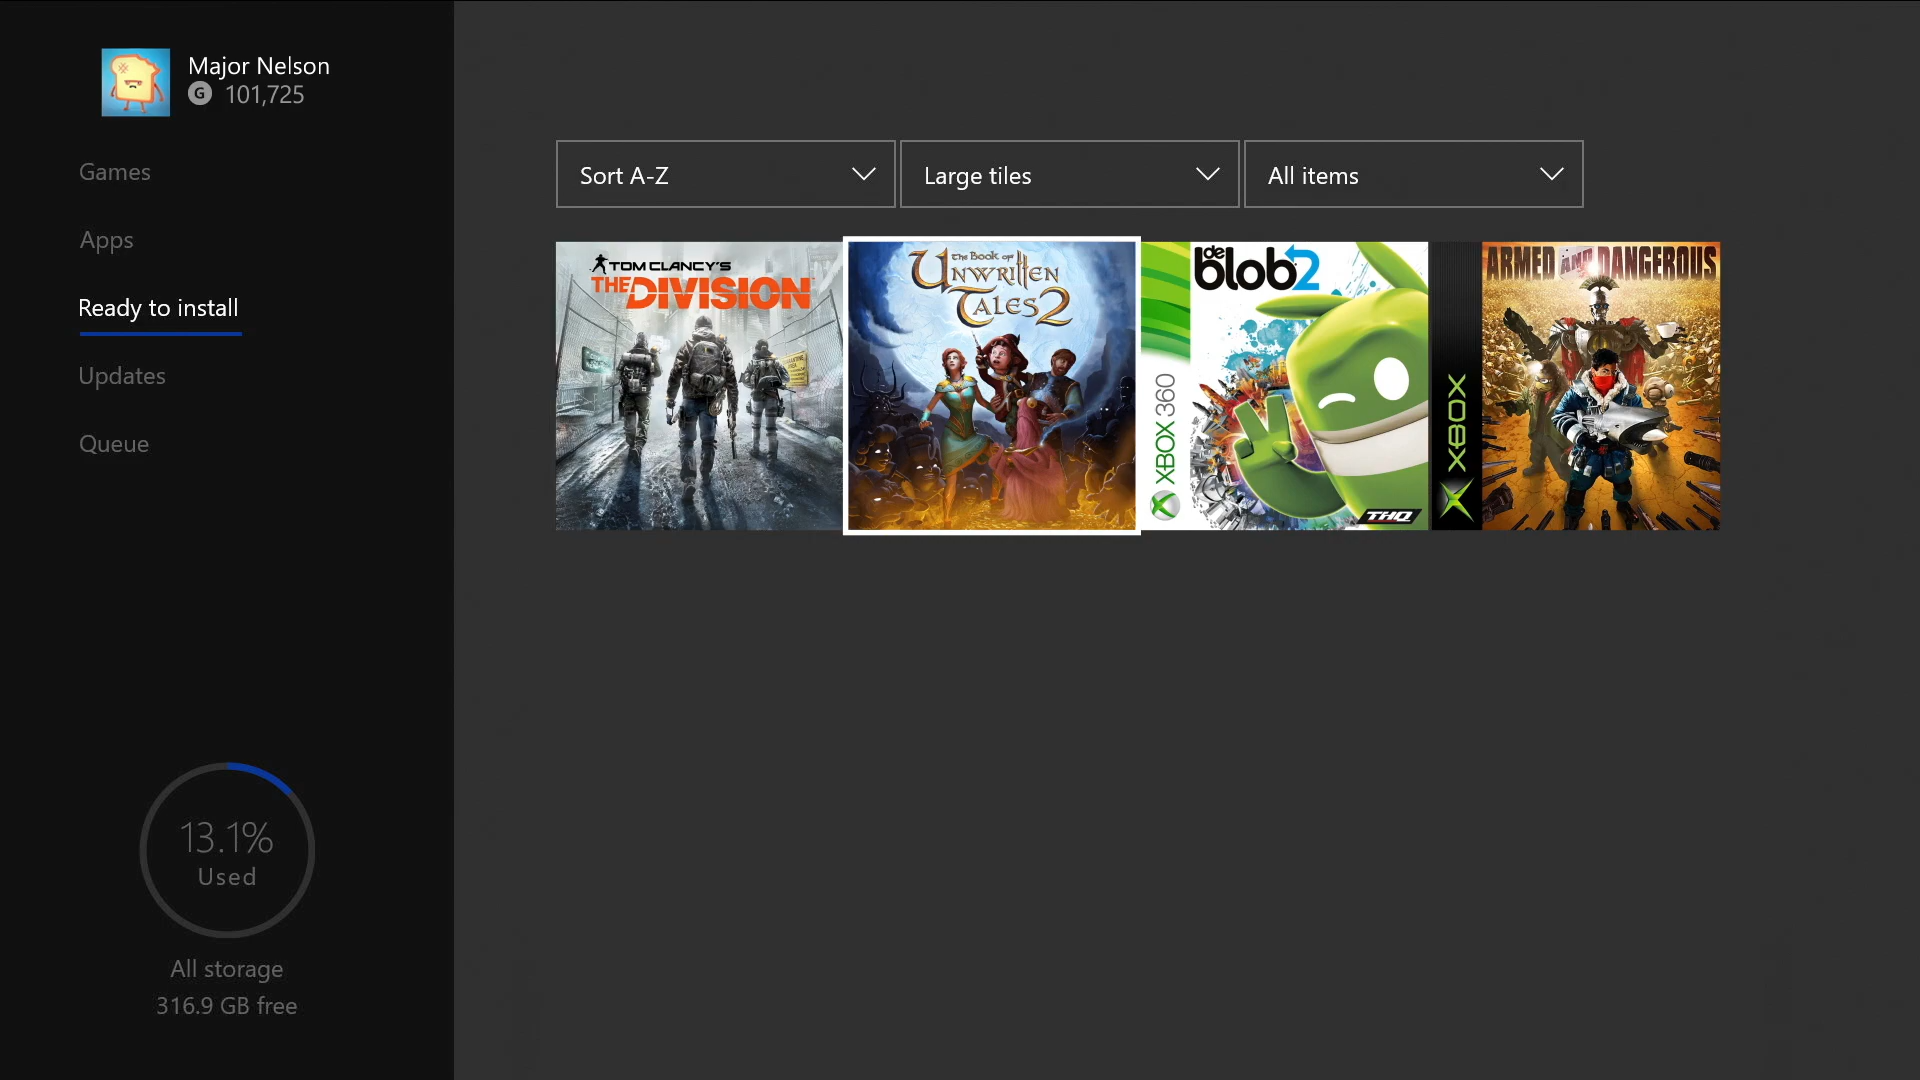 Major Nelson
G 101,725
Games
Apps
Ready to install
Updates
Queue
13.1%
Used
All storage
316.9 GB free
Sort A-Z
Large tiles
All items
TOM CLANCY'S
THE DIVISION
The Book of
Unwritten
Tales 2
XBOX 360
de
blob 2
THQ
XBOX
ARMED AND DANGEROUS